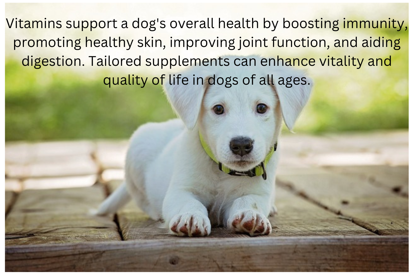 Vitamins support a dog's overall health by boosting immunity,
promoting healthy skin, improving joint function, and aiding
digestion. Tailored supplements can enhance vitality and
quality of life in dogs of all ages.